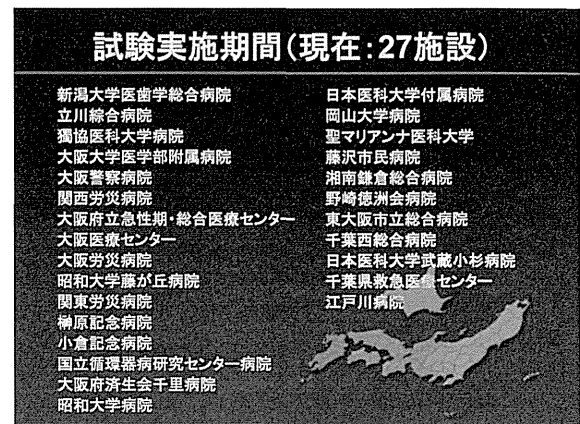 試験実施期間(現在:27施設)
新潟大学医歯学総合病院
立川綜合病院
獨協医科大学病院
大阪大学医学部附属病院
大阪警察病院
関西労災病院
大阪府立急性期・総合医療センター
大阪医療センター
大阪労災病院
昭和大学藤が丘病院
関東労災病院
榊原記念病院
小倉記念病院
国立循環器病研究センター病院
大阪府済生会千里病院
昭和大学病院
日本医科大学付属病院
岡山大学病院
聖マリアンナ医科大学
藤沢市民病院
湘南鎌倉総合病院
野崎徳洲会病院
東大阪市立総合病院
千葉西総合病院
日本医科大学武蔵小杉病院
千葉県救急医療センター
江戸川病院